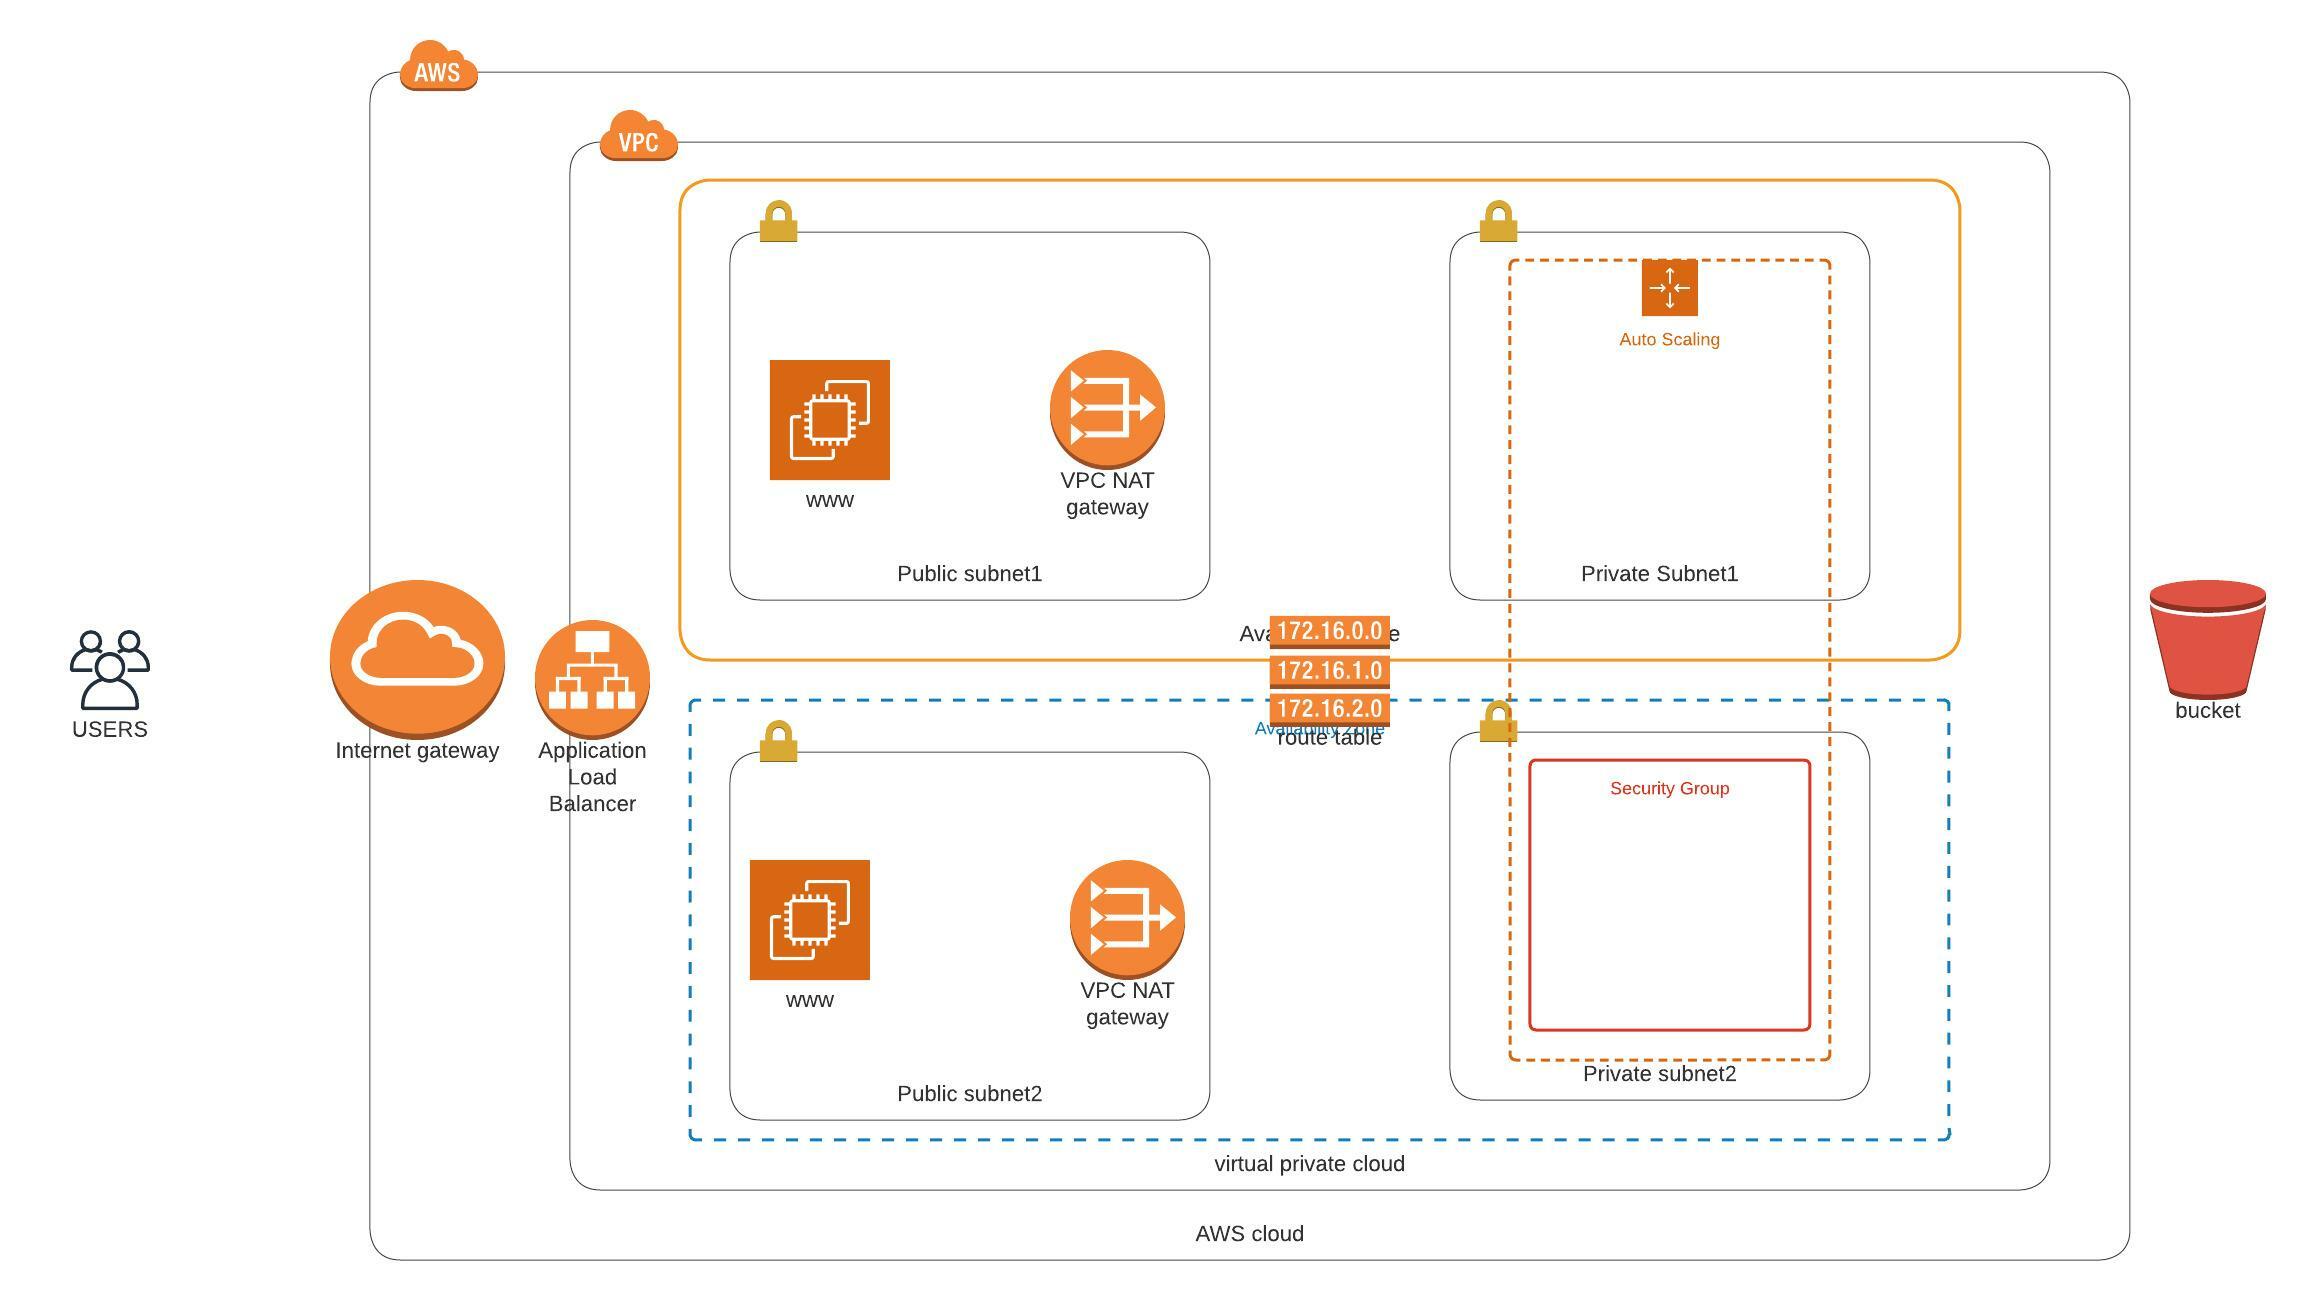 AWS
VPC
Auto Scaling
www
VPC NAT
gateway
Public subnet1
Private Subnet1
172.16.0.0
172.16.1.0
172.16.2.0
Availability Zone
route table
USERS
Internet gateway
Application
Load
Balancer
bucket
Security Group
www
VPC NAT
gateway
Public subnet2
Private subnet2
virtual private cloud
AWS cloud